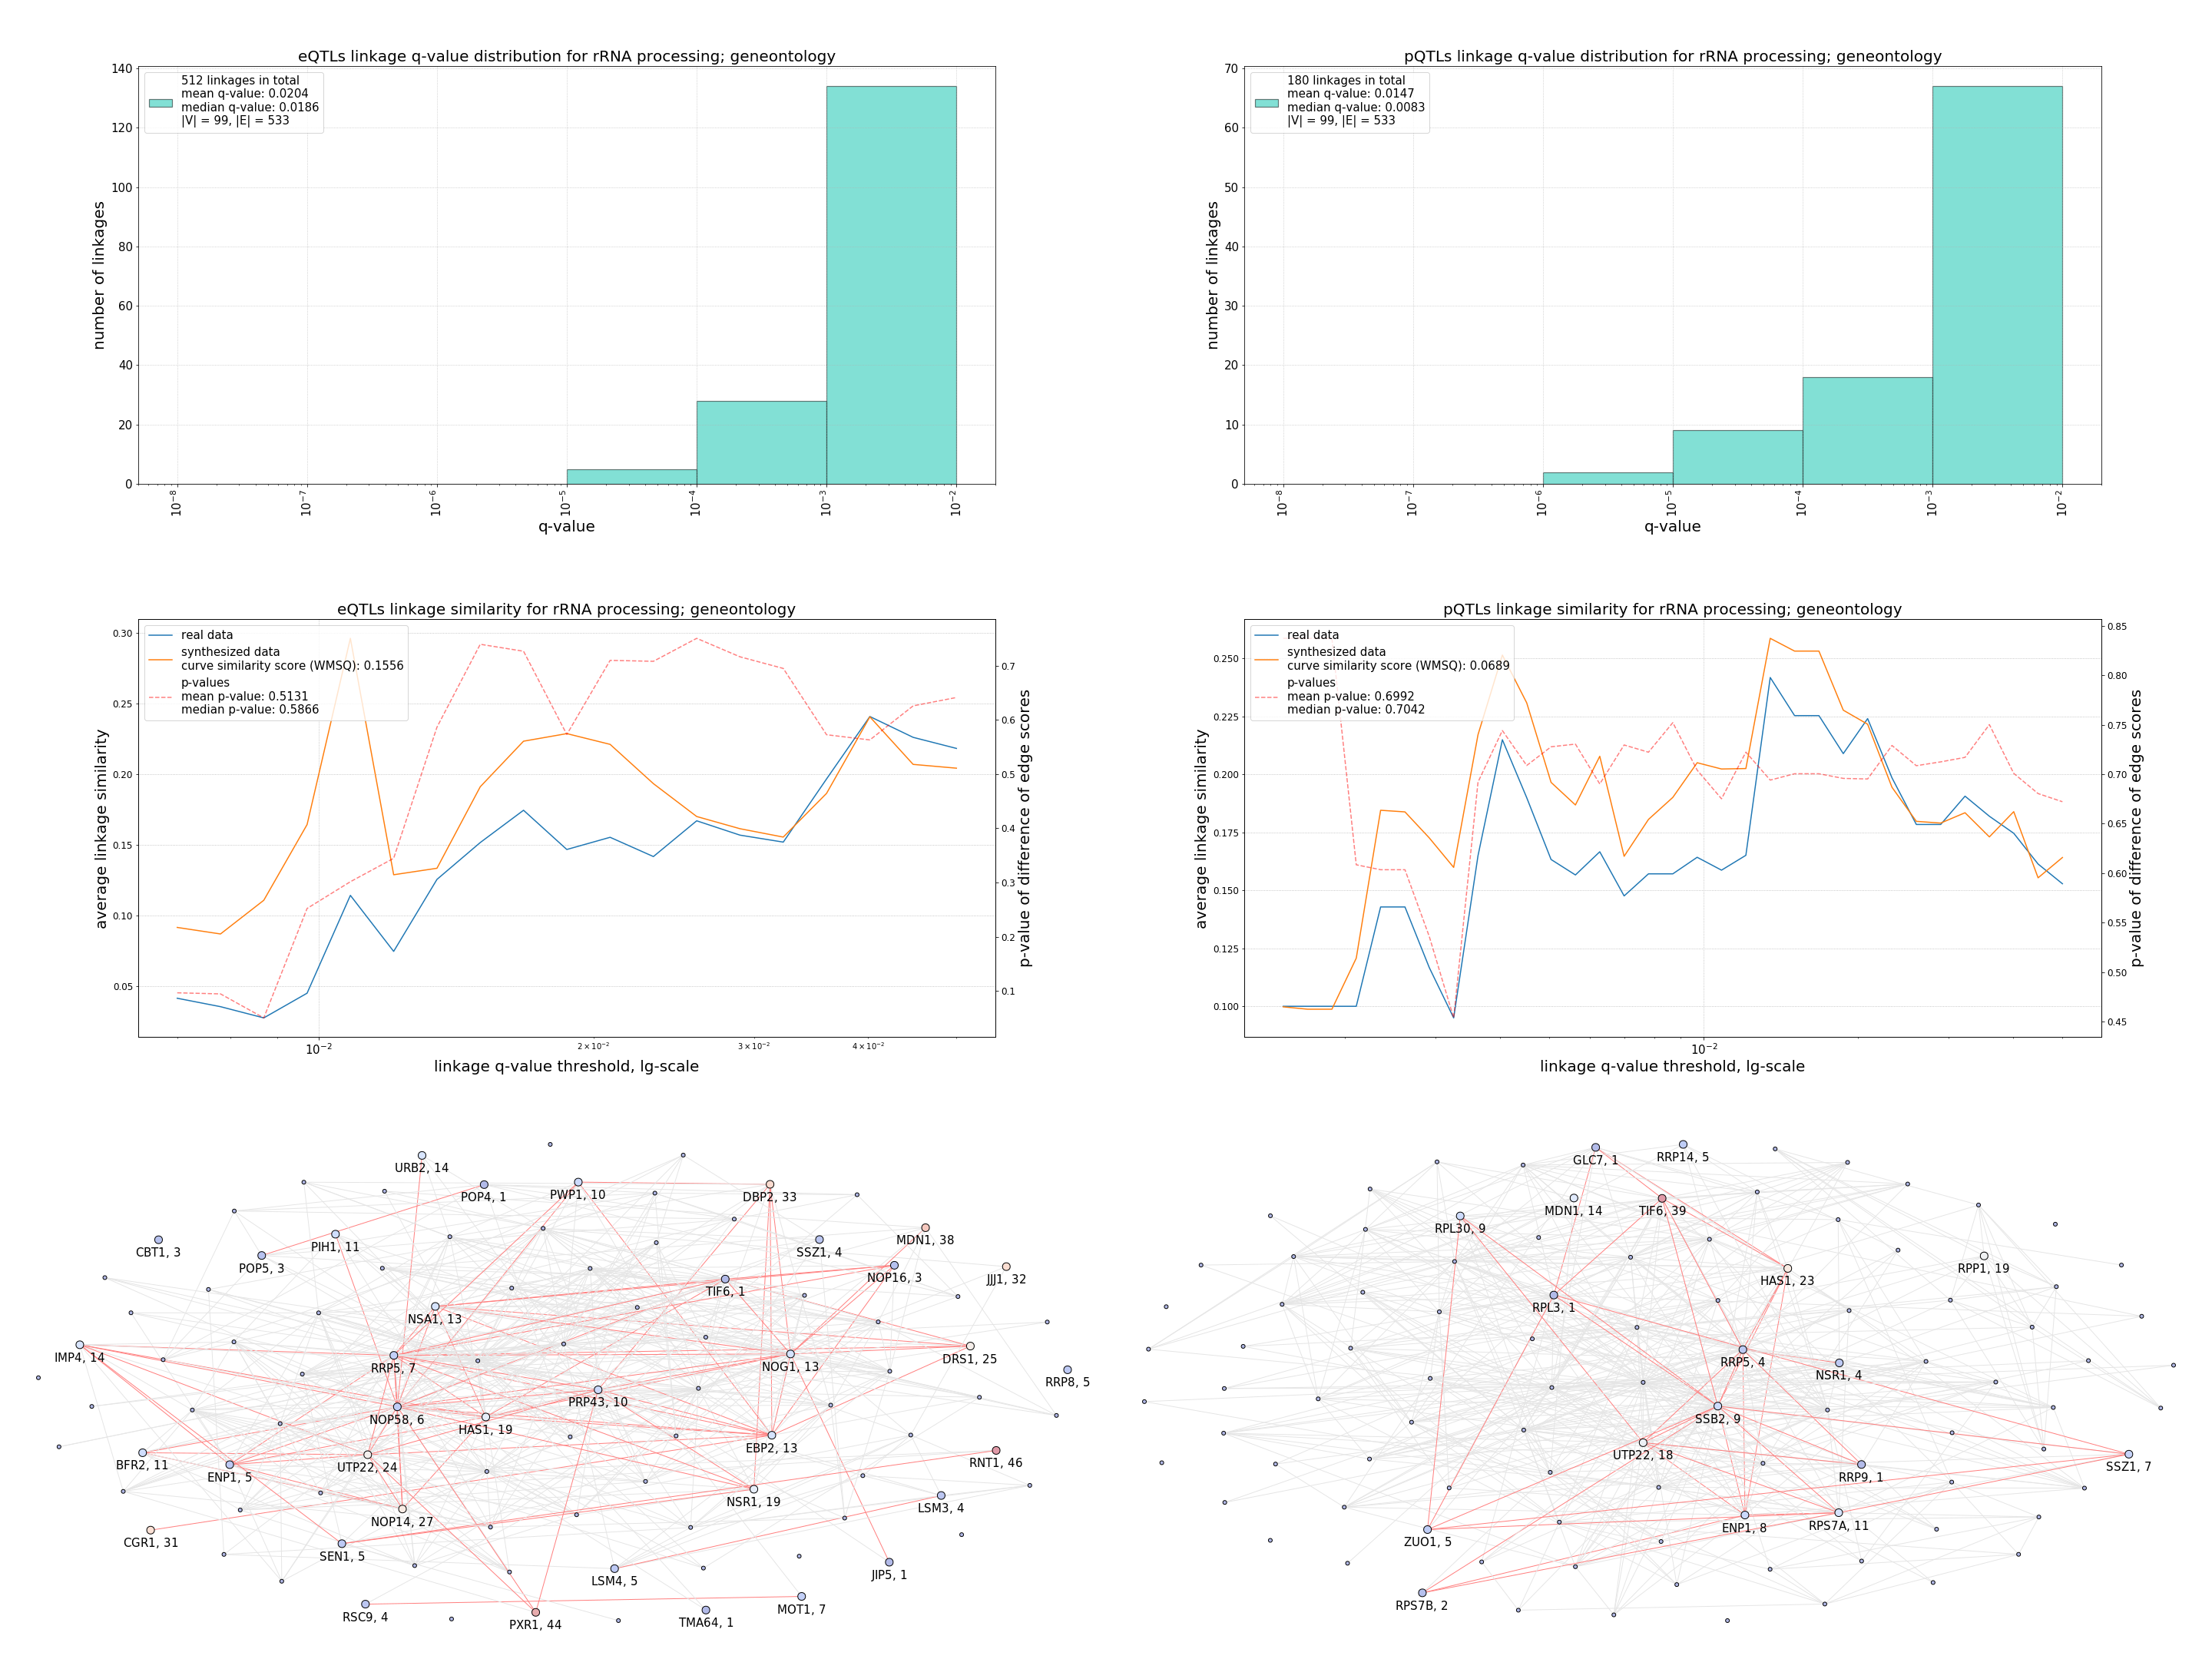 eQTLs linkage q-value distribution for rRNA processing; geneontology
512 linkages in total
mean q-value: 0.0204
median q-value: 0.0186
|V| = 99, |E| = 533
number of linkages
140
120
100
80
60
40
20
0
10⁻⁸ 10⁻⁷ 10⁻⁶ 10⁻⁵ 10⁻⁴ 10⁻³ 10⁻²
q-value
pQTLs linkage q-value distribution for rRNA processing; geneontology
180 linkages in total
mean q-value: 0.0147
median q-value: 0.0083
|V| = 99, |E| = 533
number of linkages
70
60
50
40
30
20
10
0
10⁻⁸ 10⁻⁷ 10⁻⁶ 10⁻⁵ 10⁻⁴ 10⁻³ 10⁻²
q-value
eQTLs linkage similarity for rRNA processing; geneontology
real data
synthesized data
curve similarity score (WMSQ): 0.1556
p-values
mean p-value: 0.5131
median p-value: 0.5866
average linkage similarity
0.30
0.25
0.20
0.15
0.10
0.05
0.7
0.6
0.5
0.4
0.3
0.2
0.1
p-value of difference of edge scores
10⁻² 2 × 10⁻² 3 × 10⁻² 4 × 10⁻²
linkage q-value threshold, lg-scale
pQTLs linkage similarity for rRNA processing; geneontology
real data
synthesized data
curve similarity score (WMSQ): 0.0689
p-values
mean p-value: 0.6992
median p-value: 0.7042
average linkage similarity
0.250
0.225
0.200
0.175
0.150
0.125
0.100
0.85
0.80
0.75
0.70
0.65
0.60
0.55
0.50
0.45
p-value of difference of edge scores
10⁻²
linkage q-value threshold, lg-scale
URB2, 14
POP4, 1
PWP1, 10
DBP2, 33
CBT1, 3
POP5, 3
PIH1, 11
SSZ1, 4
MDN1, 38
NOP16, 3
JJJ1, 32
TIF6, 1
NSA1, 13
IMP4, 14
RRP5, 7
NOG1, 13
DRS1, 25
RRP8, 5
PRP43, 10
NOP58, 6
HAS1, 19
EBP2, 13
BFR2, 11
ENP1, 5
UTP22, 24
RNT1, 46
NSR1, 19
LSM3, 4
NOP14, 27
CGR1, 31
SEN1, 5
LSM4, 5
JIP5, 1
RSC9, 4
PXR1, 44
TMA64, 1
MOT1, 7
GLC7, 1
RRP14, 5
MDN1, 14
TIF6, 39
RPL30, 9
RPP1, 19
HAS1, 23
RPL3, 1
RRP5, 4
NSR1, 4
SSB2, 9
UTP22, 18
SSZ1, 7
RRP9, 1
ENP1, 8
RPS7A, 11
ZUO1, 5
RPS7B, 2